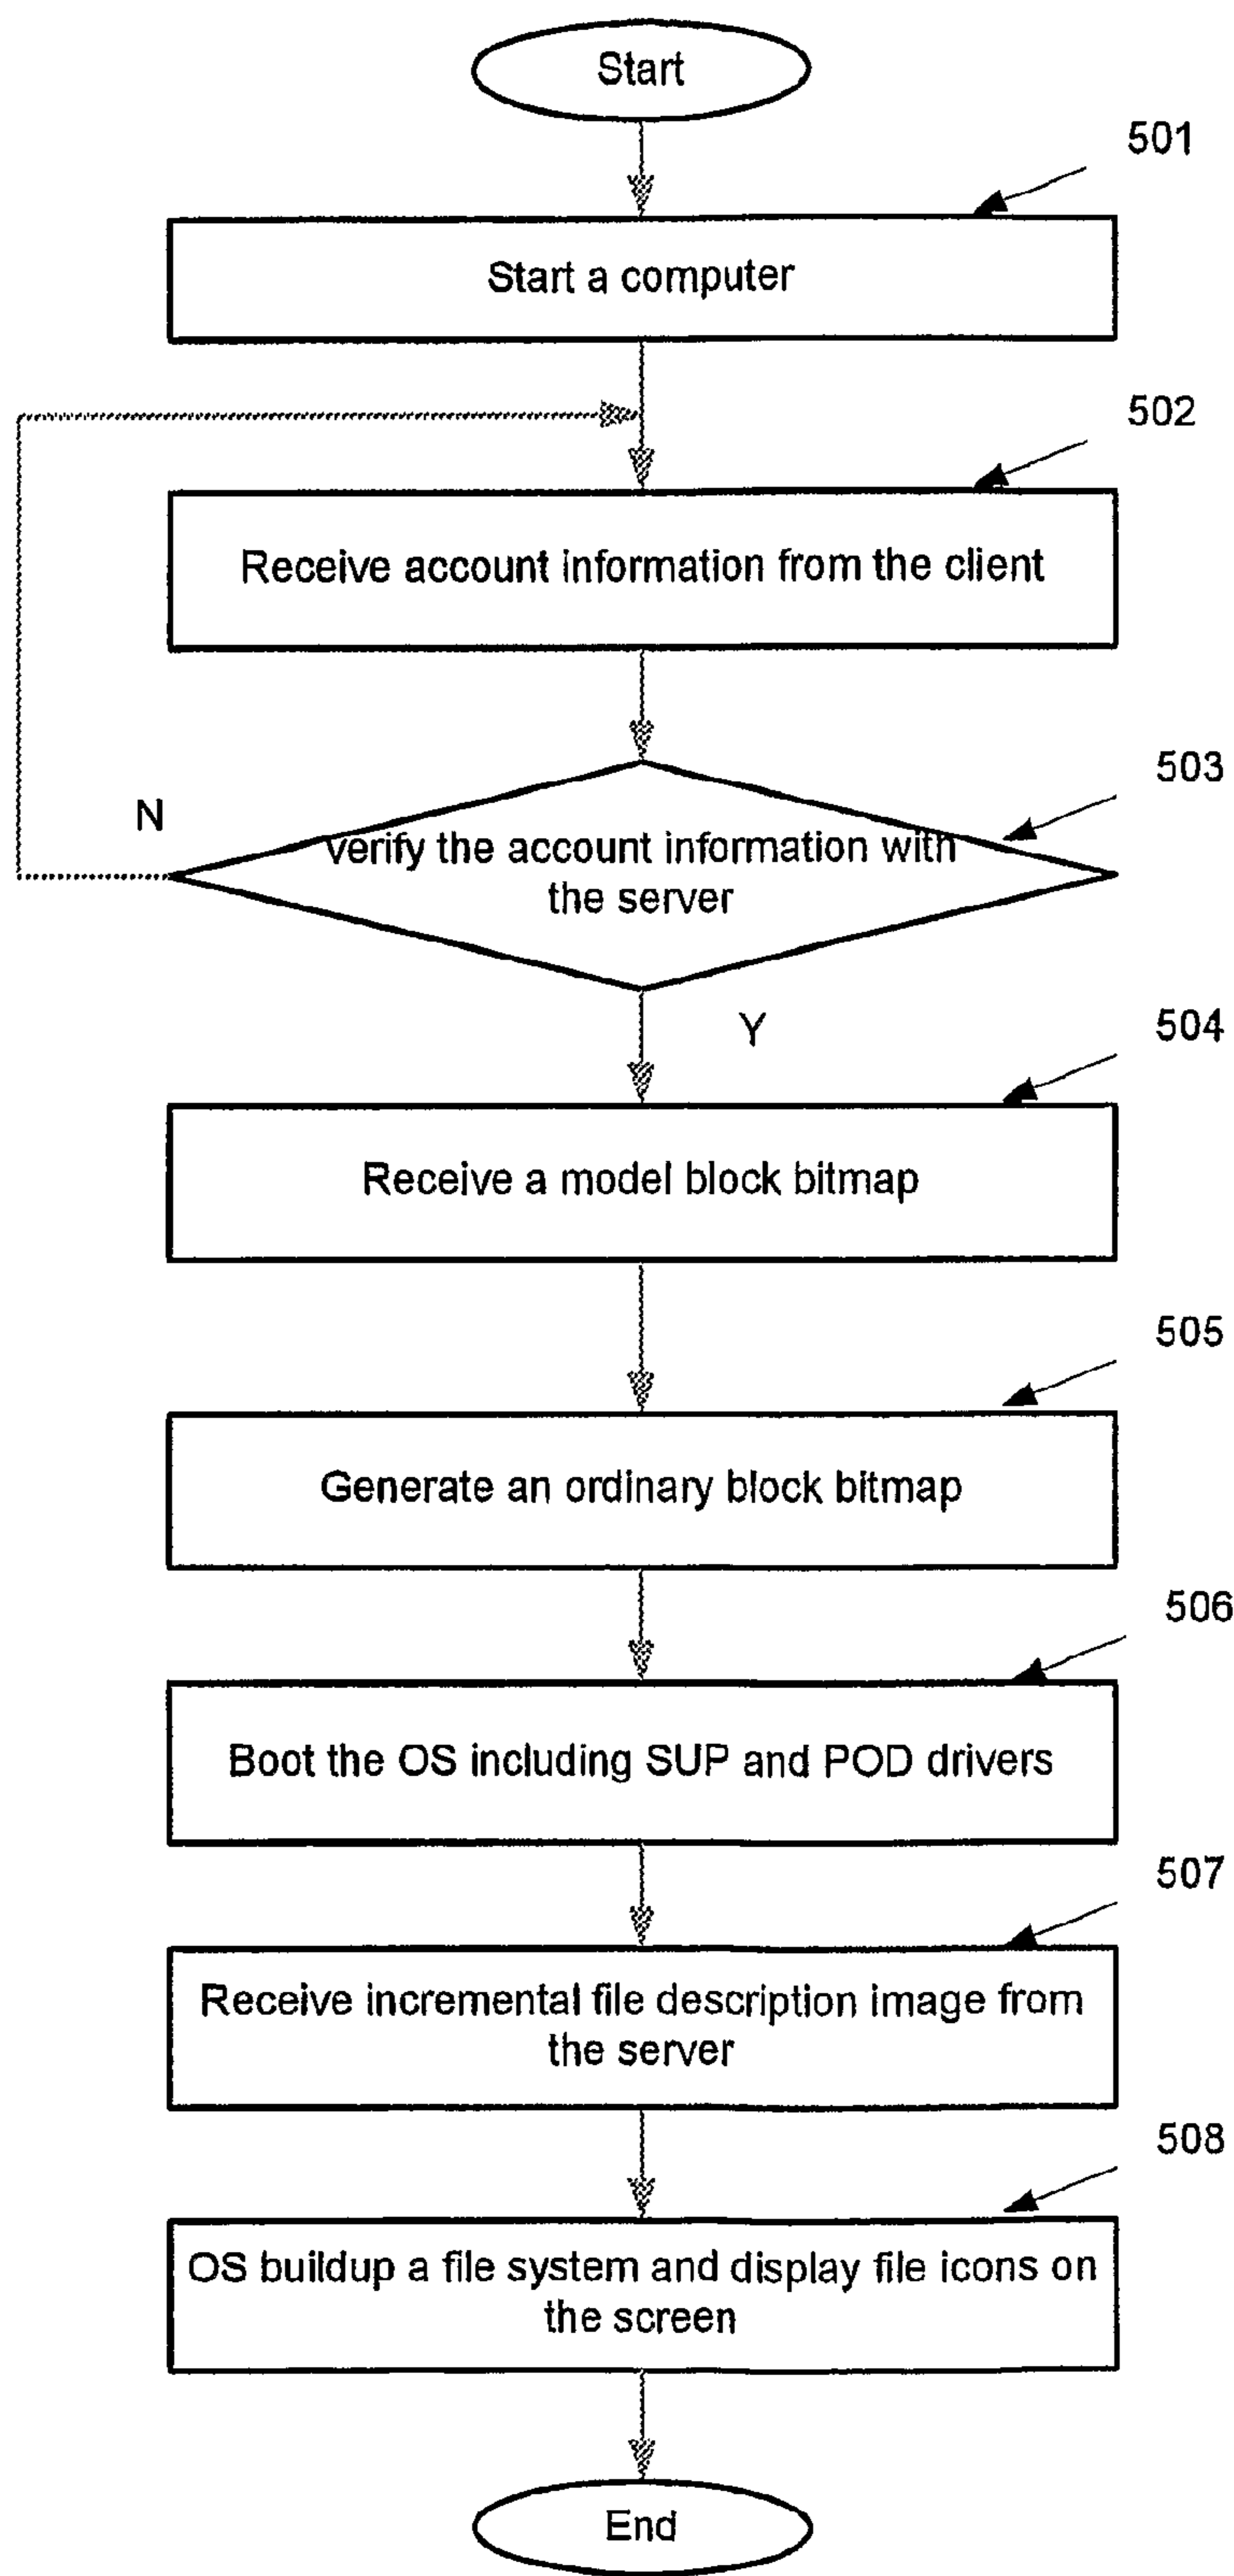 Start
501
Start a computer
502
Receive account information from the client
503
N
verify the account information with
the server
Y
504
Receive a model block bitmap
505
Generate an ordinary block bitmap
506
Boot the OS including SUP and POD drivers
507
Receive incremental file description image from
the server
508
OS buildup a file system and display file icons on
the screen
End